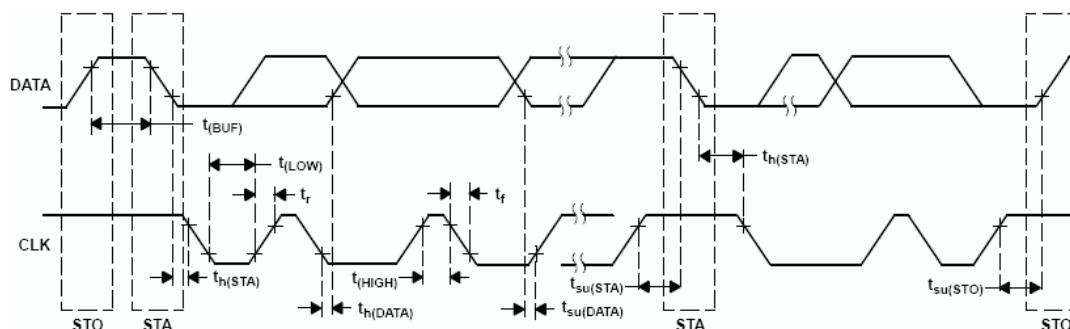 DATA
t(BUF)
t(LOW)
th(STA)
tr
tf
CLK
th(STA)
t(HIGH)
tsu(STA)
tsu(STO)
th(DATA)
tsu(DATA)
STO
STA
STA
STO